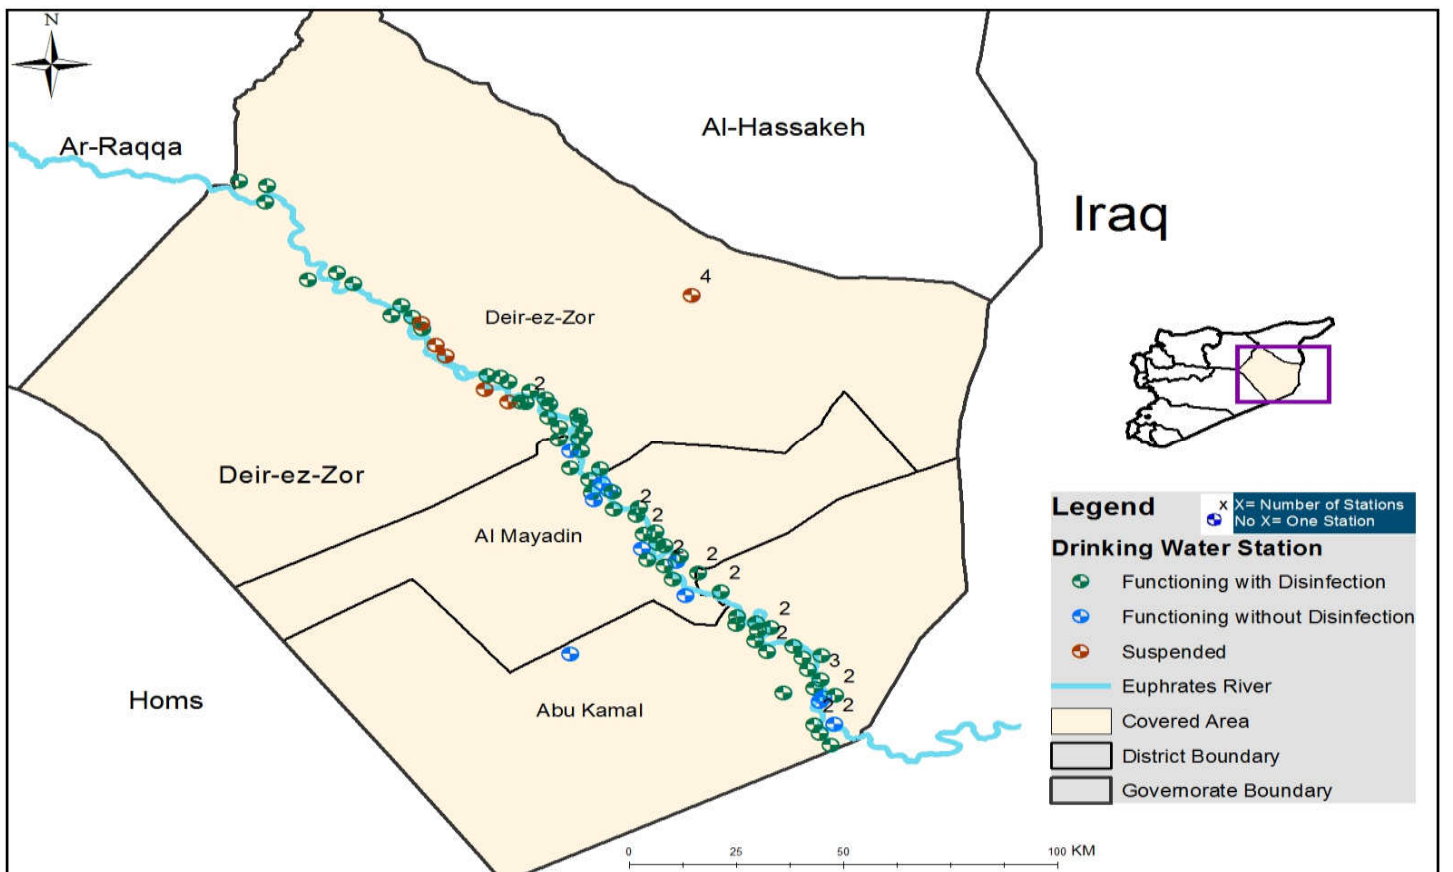 N
Ar-Raqqa
Al-Hassakeh
Iraq
4
Deir-ez-Zor
2
Deir-ez-Zor
2
2
Al Mayadin
2
2
2
2
2
3
2
2
2
Homs
Abu Kamal
Legend
X
X= Number of Stations
No X= One Station
Drinking Water Station
Functioning with Disinfection
Functioning without Disinfection
Suspended
Euphrates River
Covered Area
District Boundary
Governorate Boundary
0 25 50 100 KM